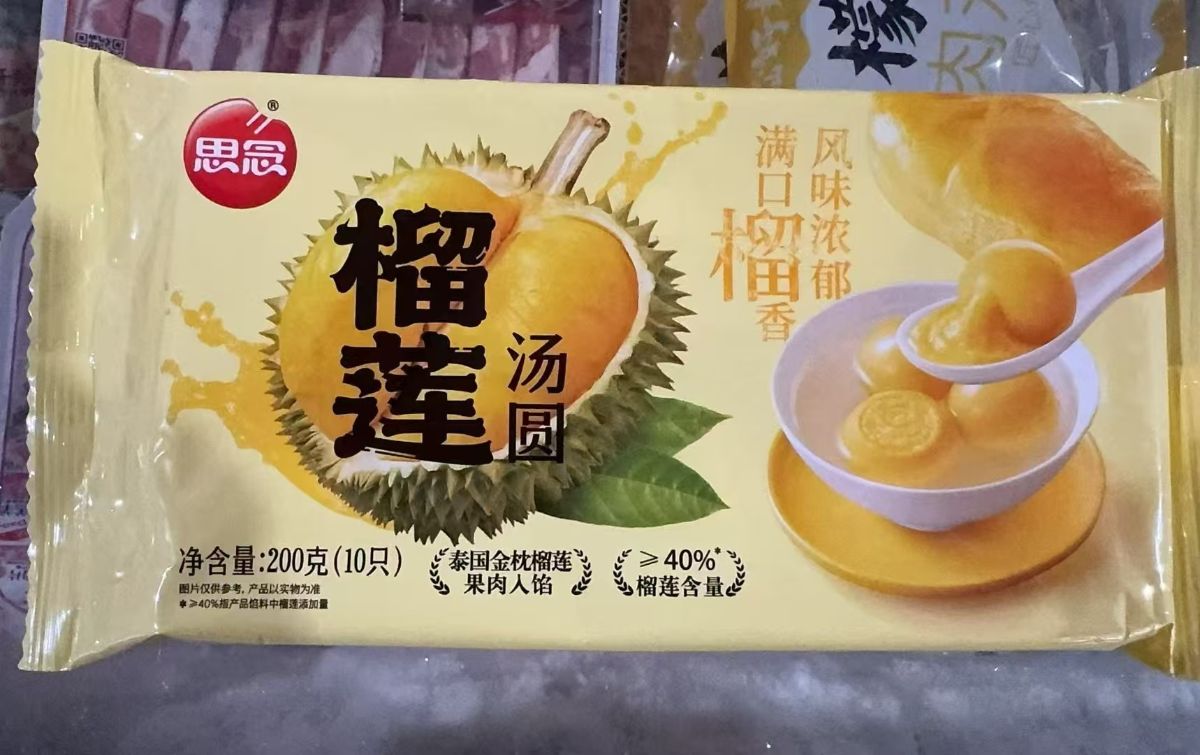 思念®
榴莲
汤圆
风味浓郁
满口榴香
净含量:200克(10只)
图片仅供参考,产品以实物为准
*≥40%指产品馅料中榴莲添加量
泰国金枕榴莲
果肉入馅
≥40%*
榴莲含量